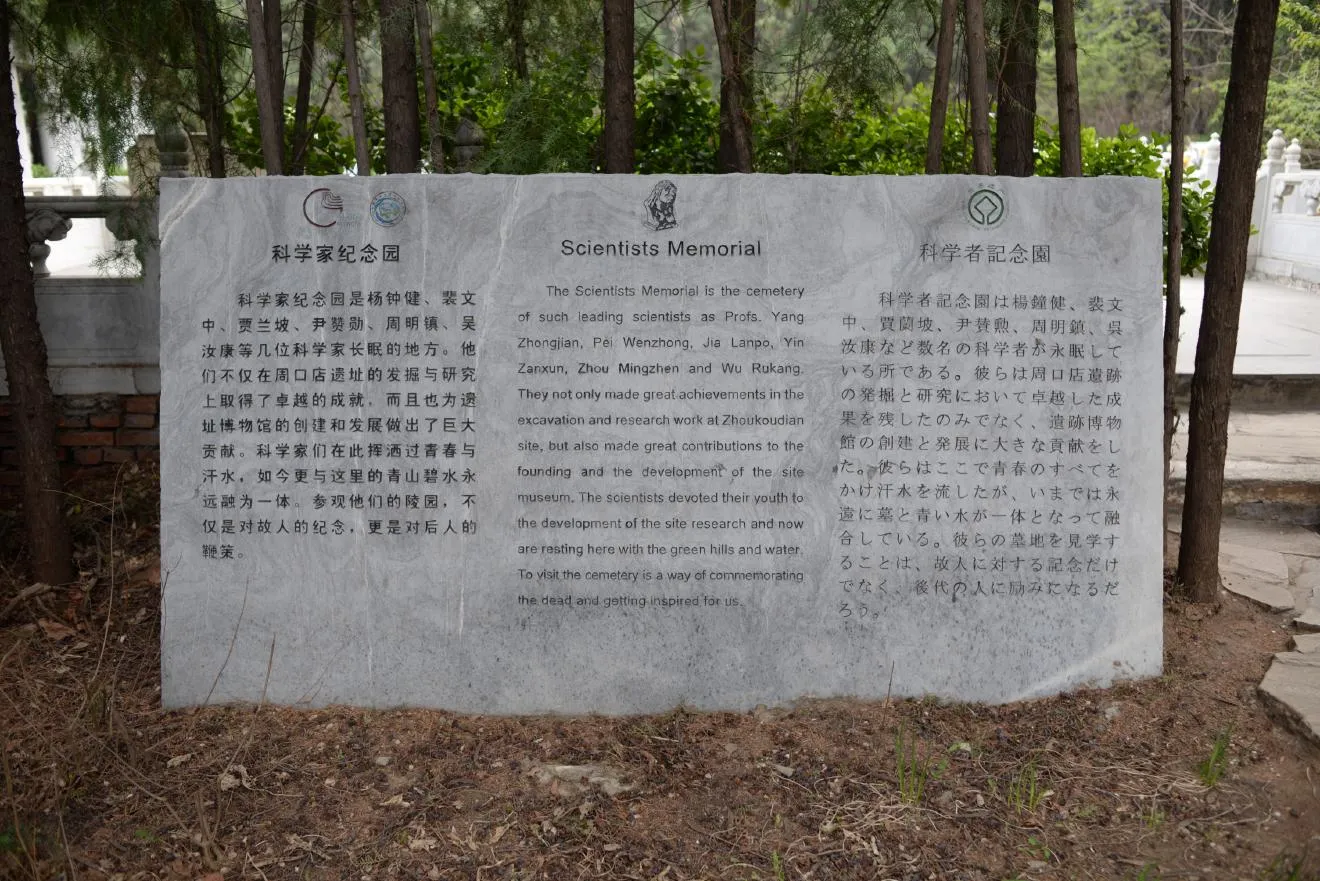 科学家纪念园
科学家纪念园是杨钟健、裴文
中、贾兰坡、尹赞勋、周明镇、吴
汝康等几位科学家长眠的地方。他
们不仅在周口店遗址的发掘与研究
上取得了卓越的成就，而且也为遗
址博物馆的创建和发展做出了巨大
贡献。科学家们在此挥洒过青春与
汗水，如今更与这里的青山碧水永
远融为一体。参观他们的陵园，不
仅是对故人的纪念，更是对后人的
鞭策。
Scientists Memorial
The Scientists Memorial is the cemetery
of such leading scientists as Profs. Yang
Zhongjian, Pei Wenzhong, Jia Lanpo, Yin
Zanxun, Zhou Mingzhen and Wu Rukang.
They not only made great achievements in the
excavation and research work at Zhoukoudian
site, but also made great contributions to the
founding and the development of the site
museum. The scientists devoted their youth to
the development of the site research and now
are resting here with the green hills and water.
To visit the cemetery is a way of commemorating
the dead and getting inspired for us.
科学者記念園
科学者記念園は楊鐘健、裴文
中、賈蘭坡、尹賛勲、周明鎮、呉
汝康など数名の科学者が永眠して
いる所である。彼らは周口店遺跡
の発掘と研究において卓越した成
果を残したのみでなく、遺跡博物
館の創建と発展に大きな貢献をし
た。彼らはここで青春のすべてを
かけ汗水を流したが、いまでは永
遠に墓と青い水が一体となって融
合している。彼らの墓地を見学す
ることは、故人に対する記念だけ
でなく、後代の人に励みになるだ
ろう。